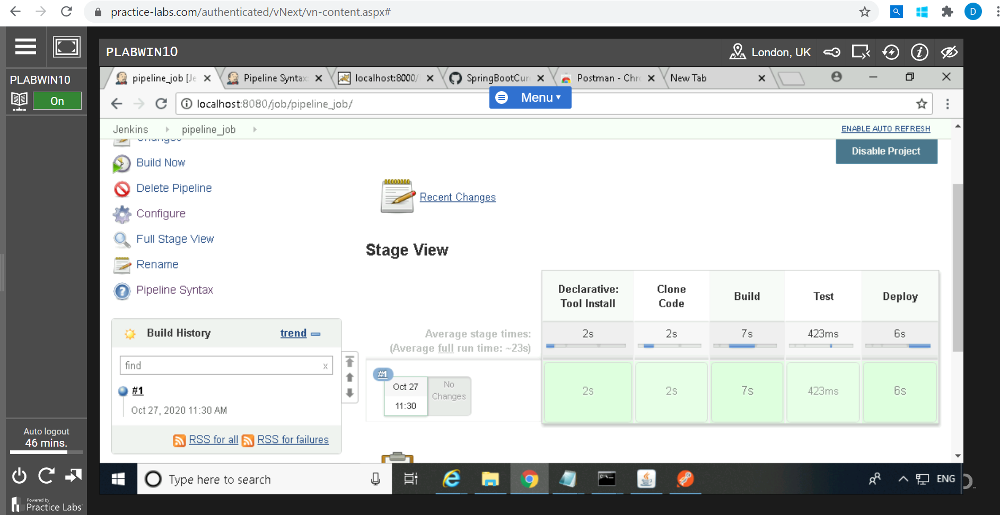 practice-labs.com/authenticated/vNext/vn-content.aspx#
D
PLABWIN10
London, UK
PLABWIN10
On
pipeline_job [Je
Pipeline Syntax:
localhost:8000/
SpringBootCur
Postman - Chro
New Tab
localhost:8080/job/pipeline_job/
Menu
Jenkins
pipeline_job
ENABLE AUTO REFRESH
Changes
Disable Project
Build Now
Delete Pipeline
Configure
Full Stage View
Rename
Pipeline Syntax
Recent Changes
Stage View
Declarative:
Tool Install
Clone
Code
Build
Test
Deploy
Average stage times:
(Average full run time: ~23s)
2s
2s
7s
423ms
6s
#1
Oct 27
11:30
No
Changes
2s
2s
7s
423ms
6s
Build History
trend
find
x
#1
Oct 27, 2020 11:30 AM
RSS for all
RSS for failures
Auto logout
46 mins.
Powered by
Practice Labs
Type here to search
ENG